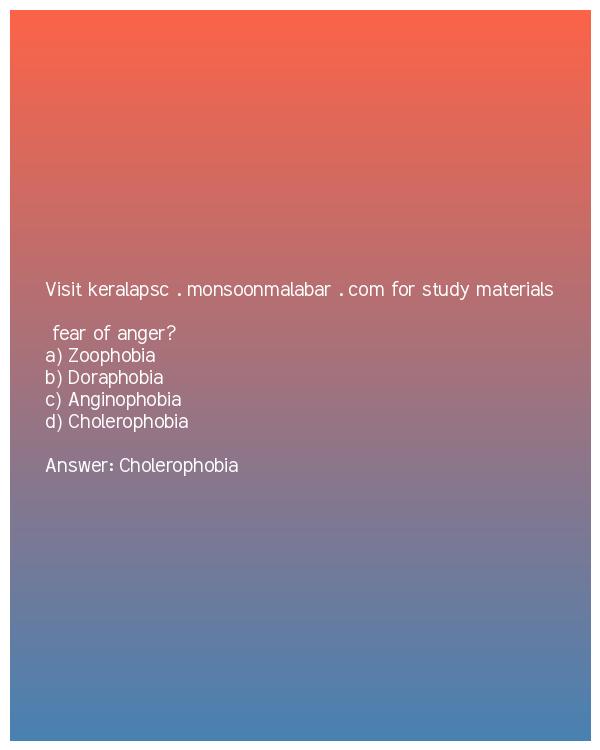 Visit keralapsc . monsoonmalabar . com for study materials
fear of anger?
a) Zoophobia
b) Doraphobia
c) Anginophobia
d) Cholerophobia
Answer: Cholerophobia